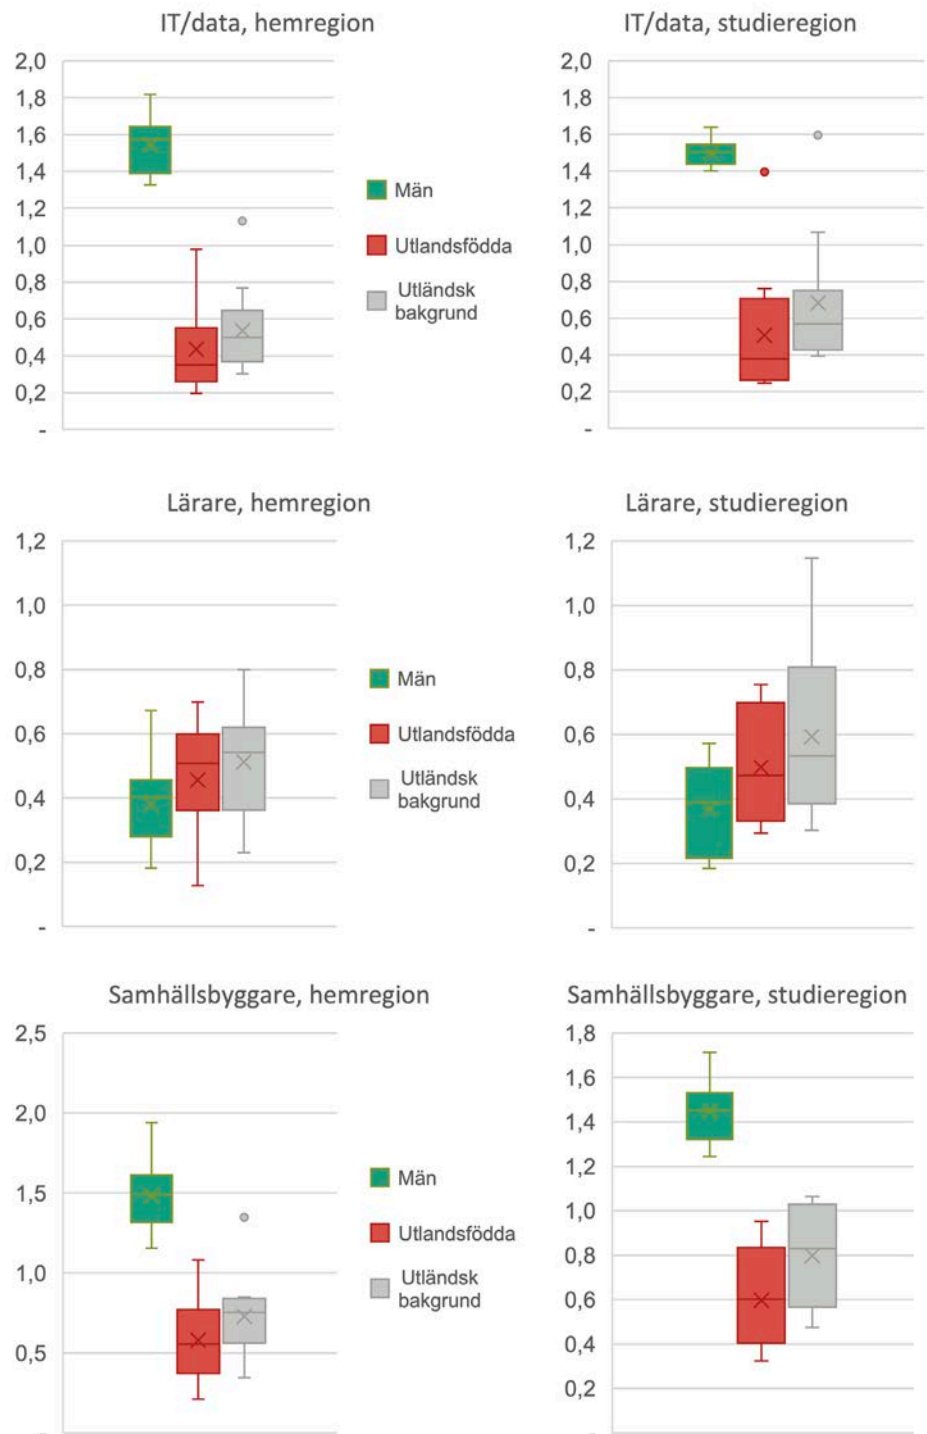 IT/data, hemregion
2,0
1,8
1,6
1,4
1,2
1,0
0,8
0,6
0,4
0,2
-
Män
Utlandsfödda
Utländsk
bakgrund
IT/data, studieregion
2,0
1,8
1,6
1,4
1,2
1,0
0,8
0,6
0,4
0,2
-
Lärare, hemregion
1,2
1,0
0,8
0,6
0,4
0,2
-
Män
Utlandsfödda
Utländsk
bakgrund
Lärare, studieregion
1,2
1,0
0,8
0,6
0,4
0,2
-
Samhällsbyggare, hemregion
2,5
2,0
1,5
1,0
0,5
-
Män
Utlandsfödda
Utländsk
bakgrund
Samhällsbyggare, studieregion
1,8
1,6
1,4
1,2
1,0
0,8
0,6
0,4
0,2
-